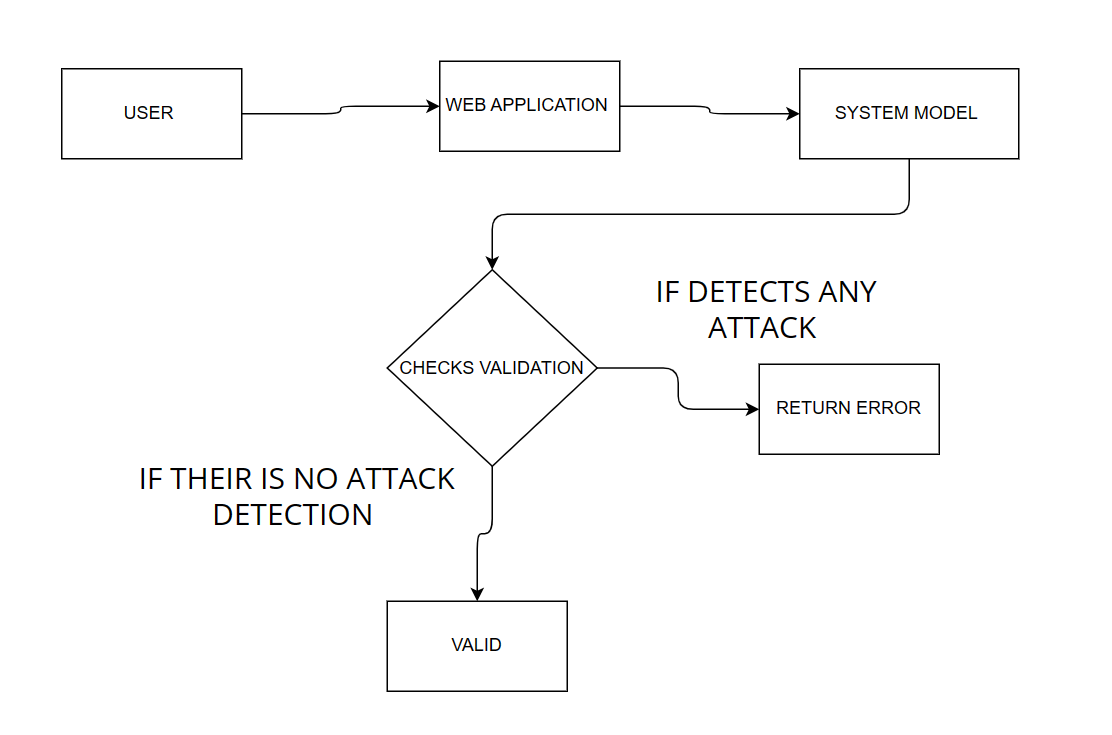 USER
WEB APPLICATION
SYSTEM MODEL
IF DETECTS ANY
ATTACK
CHECKS VALIDATION
RETURN ERROR
IF THEIR IS NO ATTACK
DETECTION
VALID